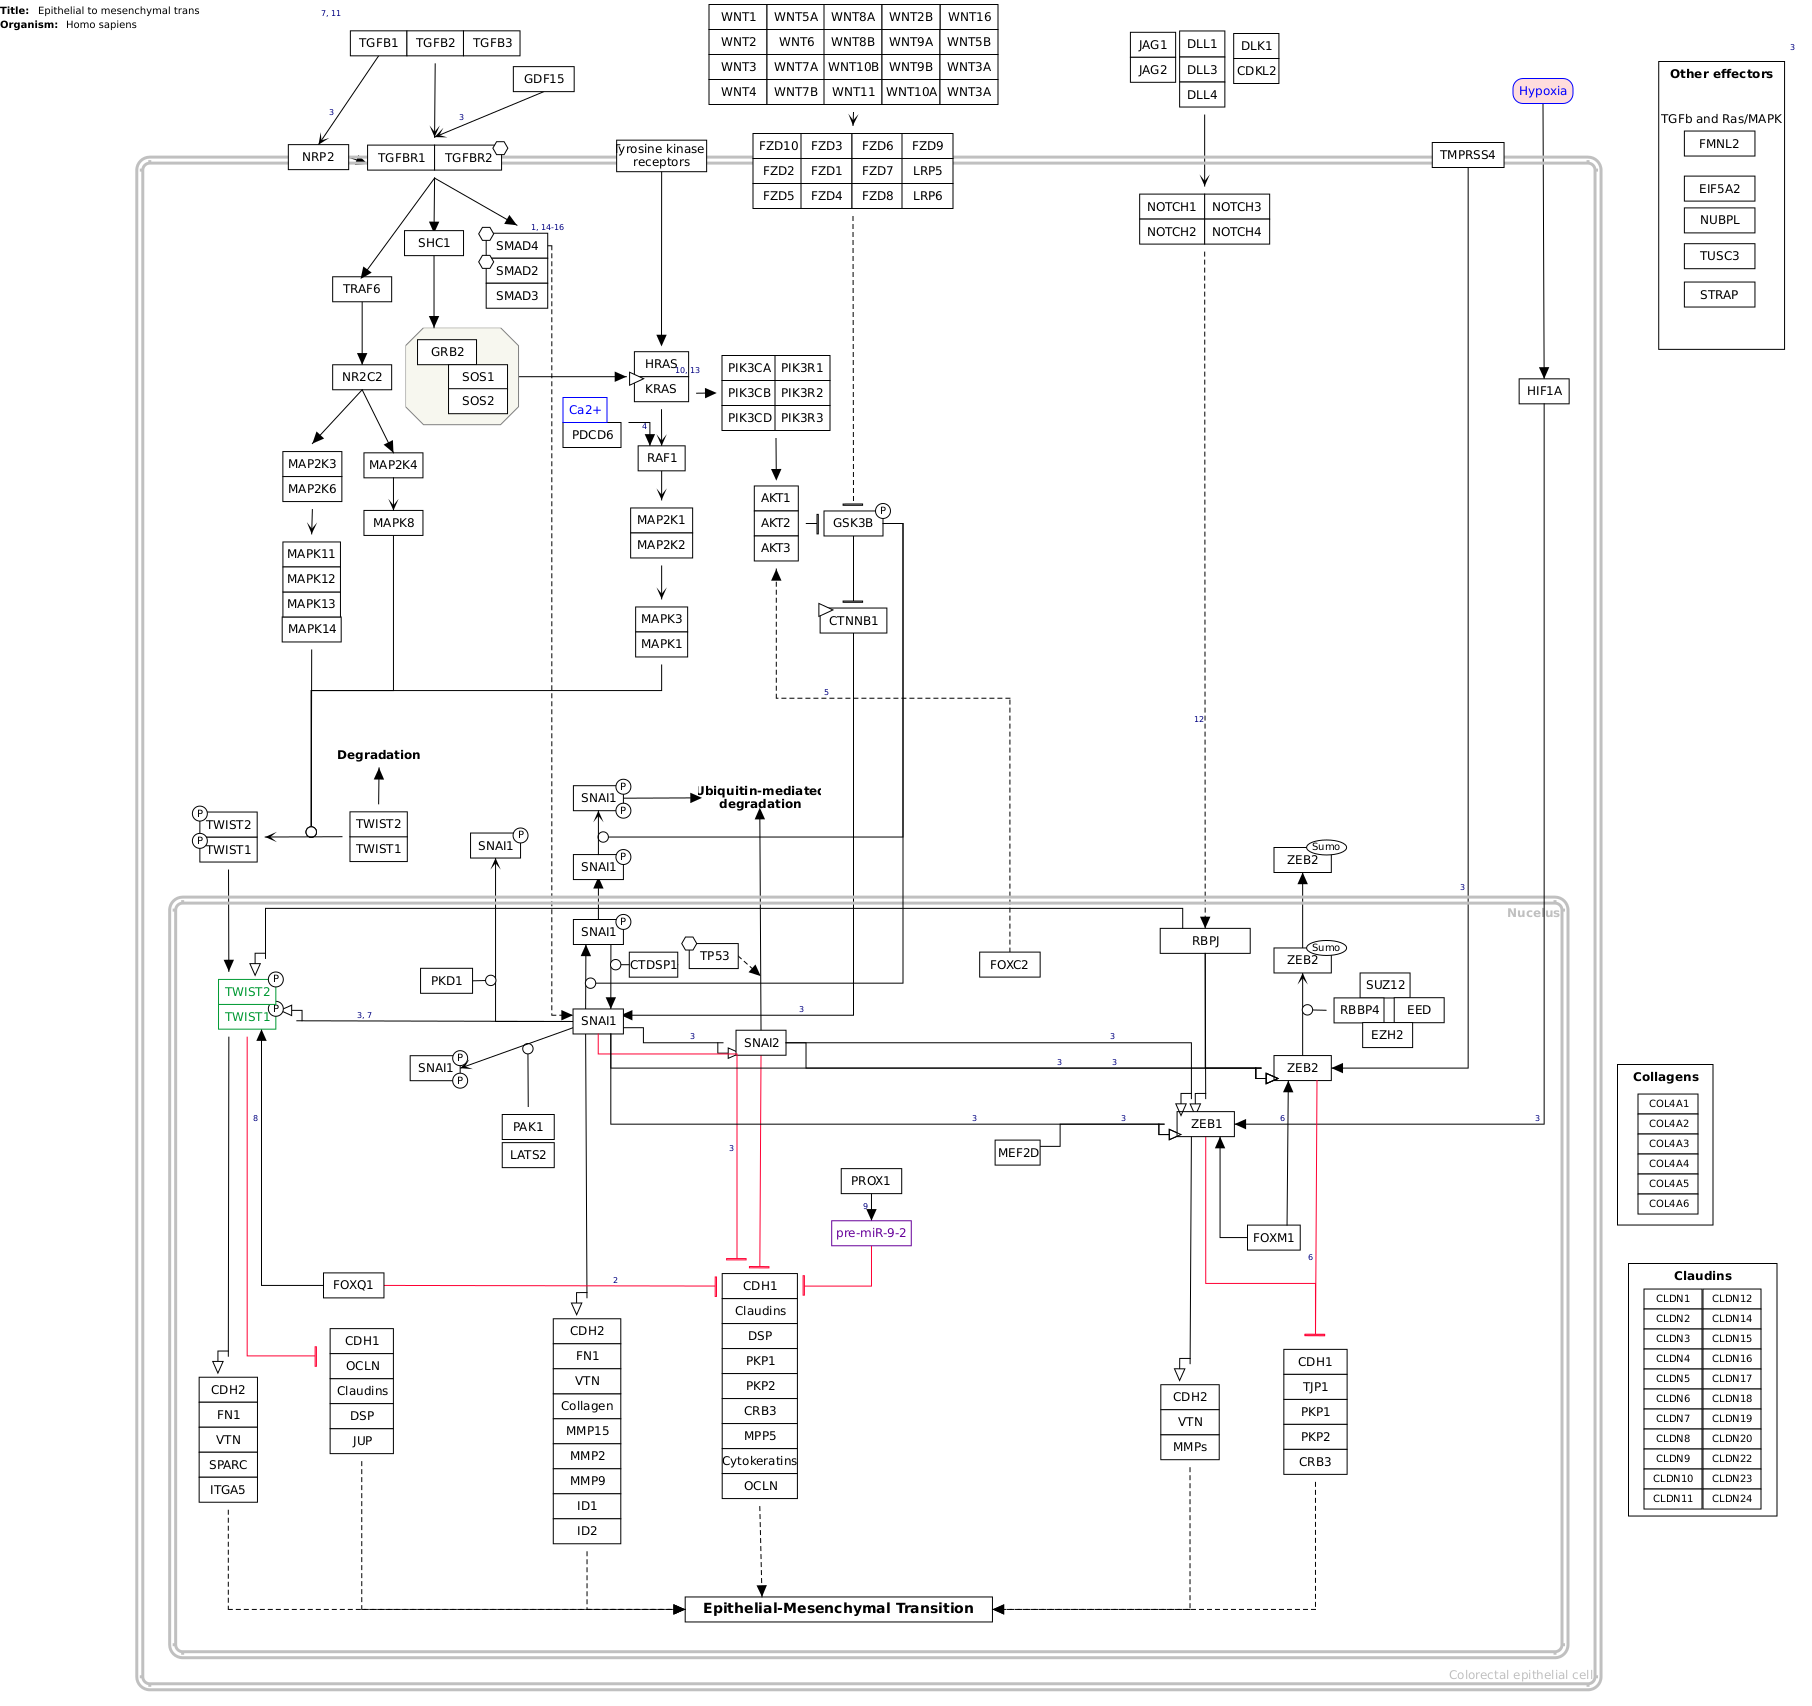 Title: Epithelial to mesenchymal trans
Organism: Homo sapiens
7, 11
TGFB1 TGFB2 TGFB3
GDF15
3
3
WNT1 WNT5A WNT8A WNT2B WNT16
WNT2 WNT6 WNT8B WNT9A WNT5B
WNT3 WNT7A WNT10B WNT9B WNT3A
WNT4 WNT7B WNT11 WNT10A WNT3A
JAG1
JAG2
DLL1
DLL3
DLL4
DLK1
CDKL2
Hypoxia
3
Other effectors
TGFb and Ras/MAPK
FMNL2
EIF5A2
NUBPL
TUSC3
STRAP
NRP2
TGFBR1 TGFBR2
Tyrosine kinase
receptors
FZD10 FZD3 FZD6 FZD9
FZD2 FZD1 FZD7 LRP5
FZD5 FZD4 FZD8 LRP6
TMPRSS4
NOTCH1 NOTCH3
NOTCH2 NOTCH4
SHC1
1, 14-16
SMAD4
SMAD2
SMAD3
TRAF6
GRB2
SOS1
SOS2
NR2C2
HRAS
KRAS
10, 13
PIK3CA PIK3R1
PIK3CB PIK3R2
PIK3CD PIK3R3
HIF1A
Ca2+
PDCD6
4
RAF1
MAP2K3
MAP2K6
MAP2K4
MAPK8
MAP2K1
MAP2K2
AKT1
AKT2
AKT3
GSK3B
P
MAPK11
MAPK12
MAPK13
MAPK14
MAPK3
MAPK1
CTNNB1
5
12
Degradation
TWIST2
TWIST1
P
P
TWIST2
TWIST1
SNAI1
P
P
Ubiquitin-mediated
degradation
SNAI1
P
SNAI1
P
ZEB2
Sumo
3
Nucelus
SNAI1
P
CTDSP1
TP53
FOXC2
RBPJ
ZEB2
Sumo
PKD1
SUZ12
RBBP4
EED
EZH2
TWIST2
TWIST1
P
P
3, 7
SNAI1
3
SNAI2
3
3
3
3
ZEB2
SNAI1
P
P
PAK1
LATS2
8
3
3
3
MEF2D
ZEB1
6
3
Collagens
COL4A1
COL4A2
COL4A3
COL4A4
COL4A5
COL4A6
PROX1
9
pre-miR-9-2
FOXM1
6
FOXQ1
2
CDH1
Claudins
DSP
PKP1
PKP2
CRB3
MPP5
Cytokeratins
OCLN
CDH2
FN1
VTN
Collagen
MMP15
MMP2
MMP9
ID1
ID2
CDH1
OCLN
Claudins
DSP
JUP
CDH2
FN1
VTN
SPARC
ITGA5
CDH2
VTN
MMPs
CDH1
TJP1
PKP1
PKP2
CRB3
Claudins
CLDN1 CLDN12
CLDN2 CLDN14
CLDN3 CLDN15
CLDN4 CLDN16
CLDN5 CLDN17
CLDN6 CLDN18
CLDN7 CLDN19
CLDN8 CLDN20
CLDN9 CLDN22
CLDN10 CLDN23
CLDN11 CLDN24
Epithelial-Mesenchymal Transition
Colorectal epithelial cell